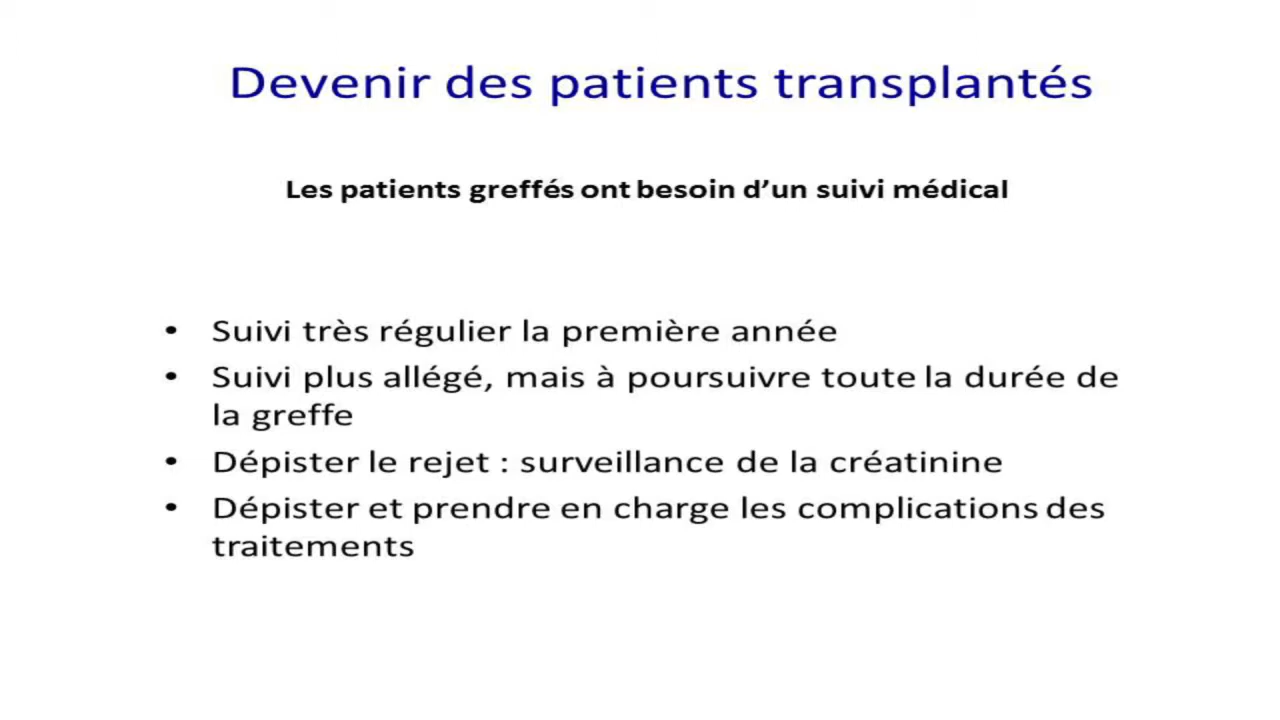 Devenir des patients transplantés
Les patients greffés ont besoin d’un suivi médical
• Suivi très régulier la première année
• Suivi plus allégé, mais à poursuivre toute la durée de
la greffe
• Dépister le rejet : surveillance de la créatinine
• Dépister et prendre en charge les complications des
traitements